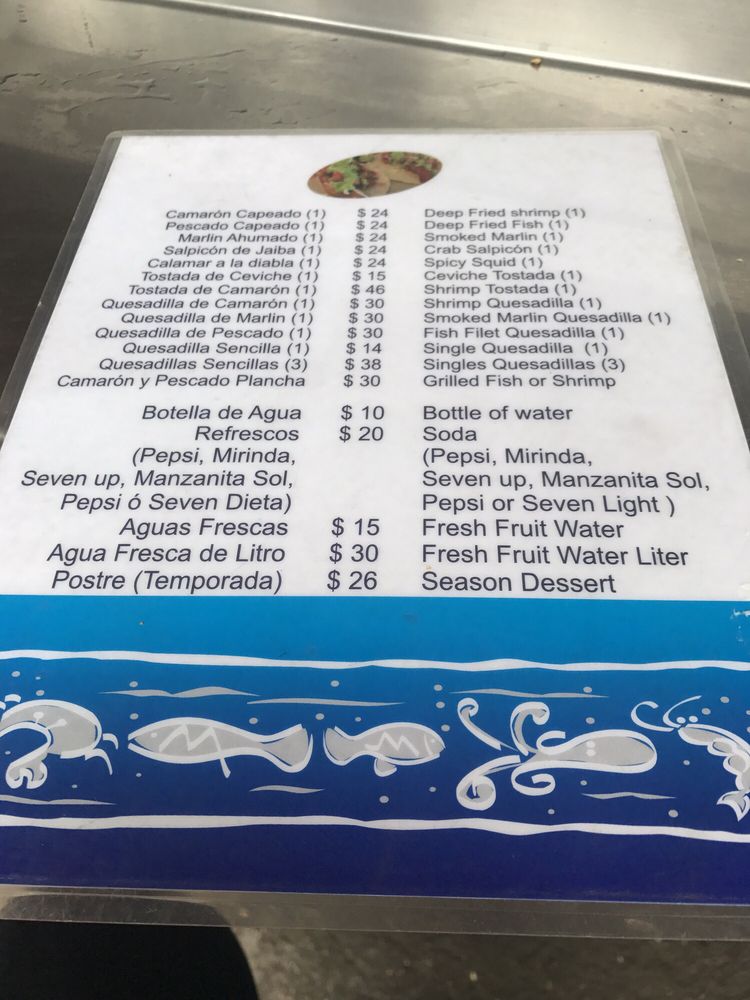 Camarón Capeado (1) $ 24 Deep Fried shrimp (1)
Pescado Capeado (1) $ 24 Deep Fried Fish (1)
Marlin Ahumado (1) $ 24 Smoked Marlin (1)
Salpicón de Jaiba (1) $ 24 Crab Salpicón (1)
Calamar a la diabla (1) $ 24 Spicy Squid (1)
Tostada de Ceviche (1) $ 15 Ceviche Tostada (1)
Tostada de Camarón (1) $ 46 Shrimp Tostada (1)
Quesadilla de Camarón (1) $ 30 Shrimp Quesadilla (1)
Quesadilla de Marlin (1) $ 30 Smoked Marlin Quesadilla (1)
Quesadilla de Pescado (1) $ 30 Fish Filet Quesadilla (1)
Quesadilla Sencilla (1) $ 14 Single Quesadilla (1)
Quesadillas Sencillas (3) $ 38 Singles Quesadillas (3)
Camarón y Pescado Plancha $ 30 Grilled Fish or Shrimp
Botella de Agua $ 10 Bottle of water
Refrescos $ 20 Soda
(Pepsi, Mirinda, (Pepsi, Mirinda,
Seven up, Manzanita Sol, Seven up, Manzanita Sol,
Pepsi ó Seven Dieta) Pepsi or Seven Light )
Aguas Frescas $ 15 Fresh Fruit Water
Agua Fresca de Litro $ 30 Fresh Fruit Water Liter
Postre (Temporada) $ 26 Season Dessert